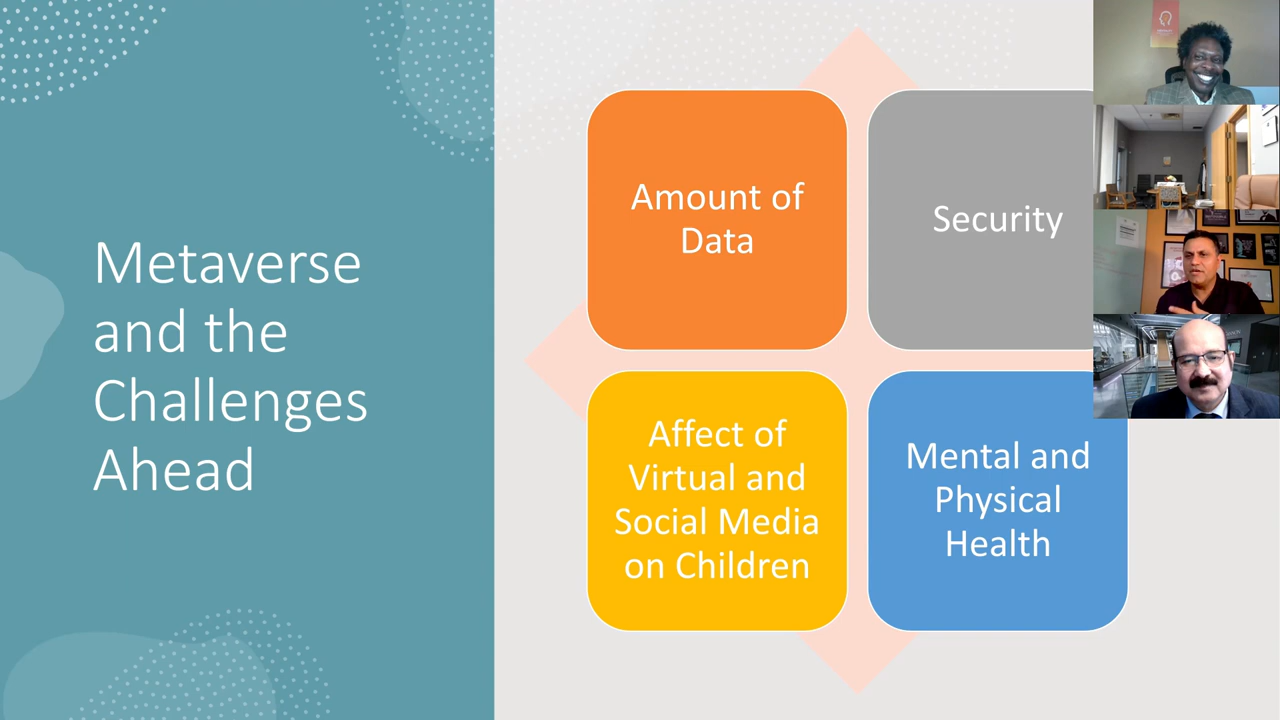 Metaverse
and the
Challenges
Ahead
Amount of
Data
Security
Affect of
Virtual and
Social Media
on Children
Mental and
Physical
Health